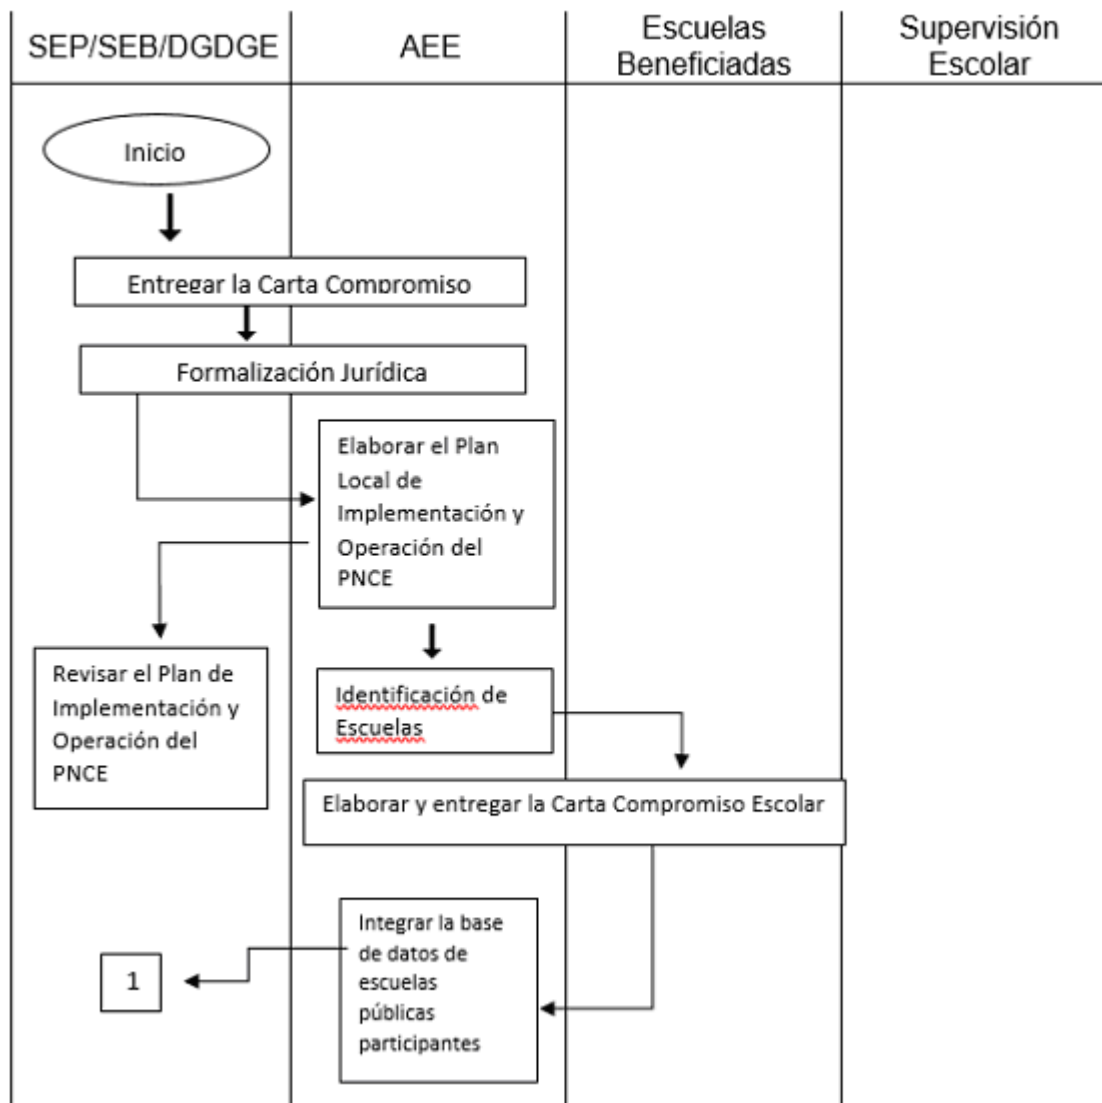 SEP/SEB/DGDGE
AEE
Escuelas
Beneficiadas
Supervisión
Escolar
Inicio
Entregar la Carta Compromiso
Formalización Jurídica
Elaborar el Plan
Local de
Implementación y
Operación del
PNCE
Revisar el Plan de
Implementación y
Operación del
PNCE
Identificación de
Escuelas
Elaborar y entregar la Carta Compromiso Escolar
Integrar la base
de datos de
escuelas
públicas
participantes
1